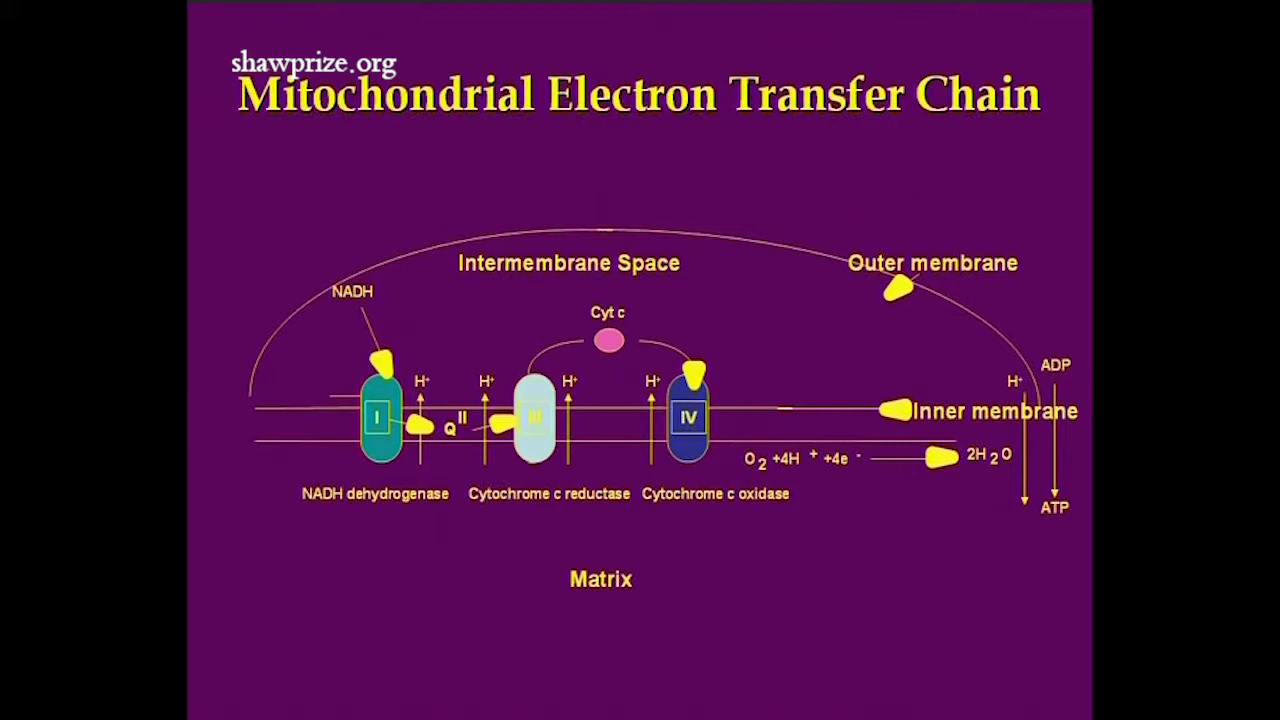 shawprize.org
Mitochondrial Electron Transfer Chain
Intermembrane Space
Outer membrane
NADH
Cyt c
ADP
H+ H+ H+ H+ H+
I Q II III IV
Inner membrane
O2 +4H+ +4e- 2H2O
NADH dehydrogenase Cytochrome c reductase Cytochrome c oxidase
ATP
Matrix